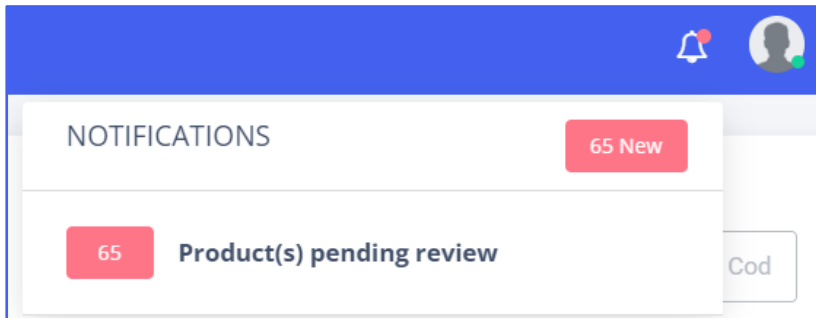 NOTIFICATIONS
65 New
65 Product(s) pending review
Cod